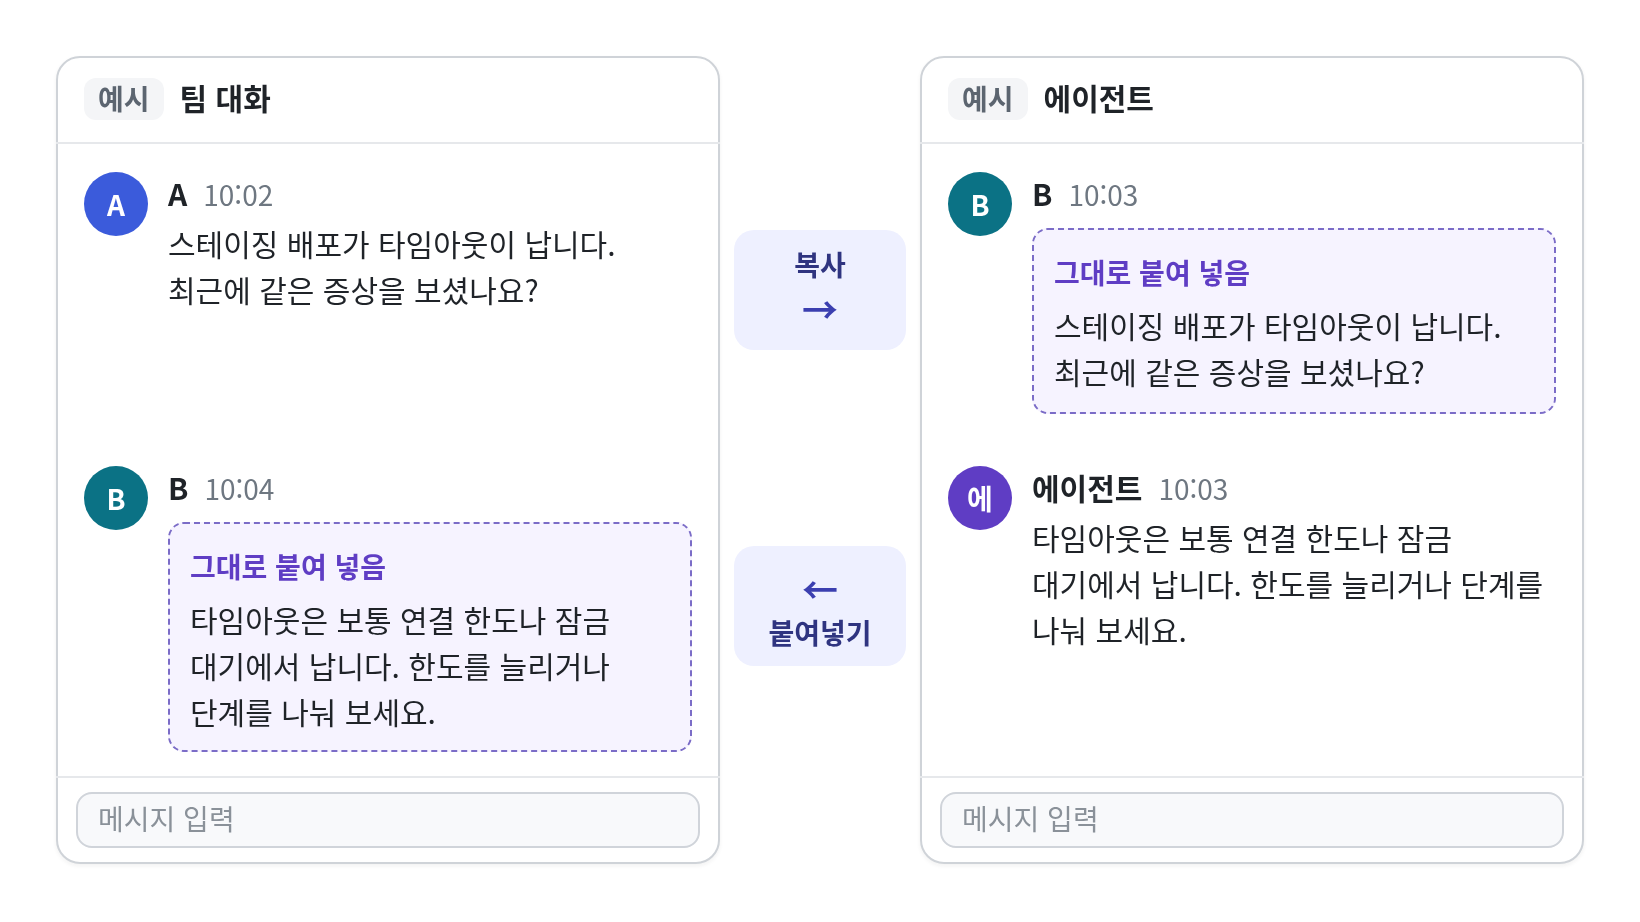 예시 팀 대화
A
A 10:02
스테이징 배포가 타임아웃이 납니다.
최근에 같은 증상을 보셨나요?
B
B 10:04
그대로 붙여 넣음
타임아웃은 보통 연결 한도나 잠금
대기에서 납니다. 한도를 늘리거나
단계를 나눠 보세요.
메시지 입력
복사
→
←
붙여넣기
예시 에이전트
B
B 10:03
그대로 붙여 넣음
스테이징 배포가 타임아웃이 납니다.
최근에 같은 증상을 보셨나요?
에
에이전트 10:03
타임아웃은 보통 연결 한도나 잠금
대기에서 납니다. 한도를 늘리거나 단계를
나눠 보세요.
메시지 입력